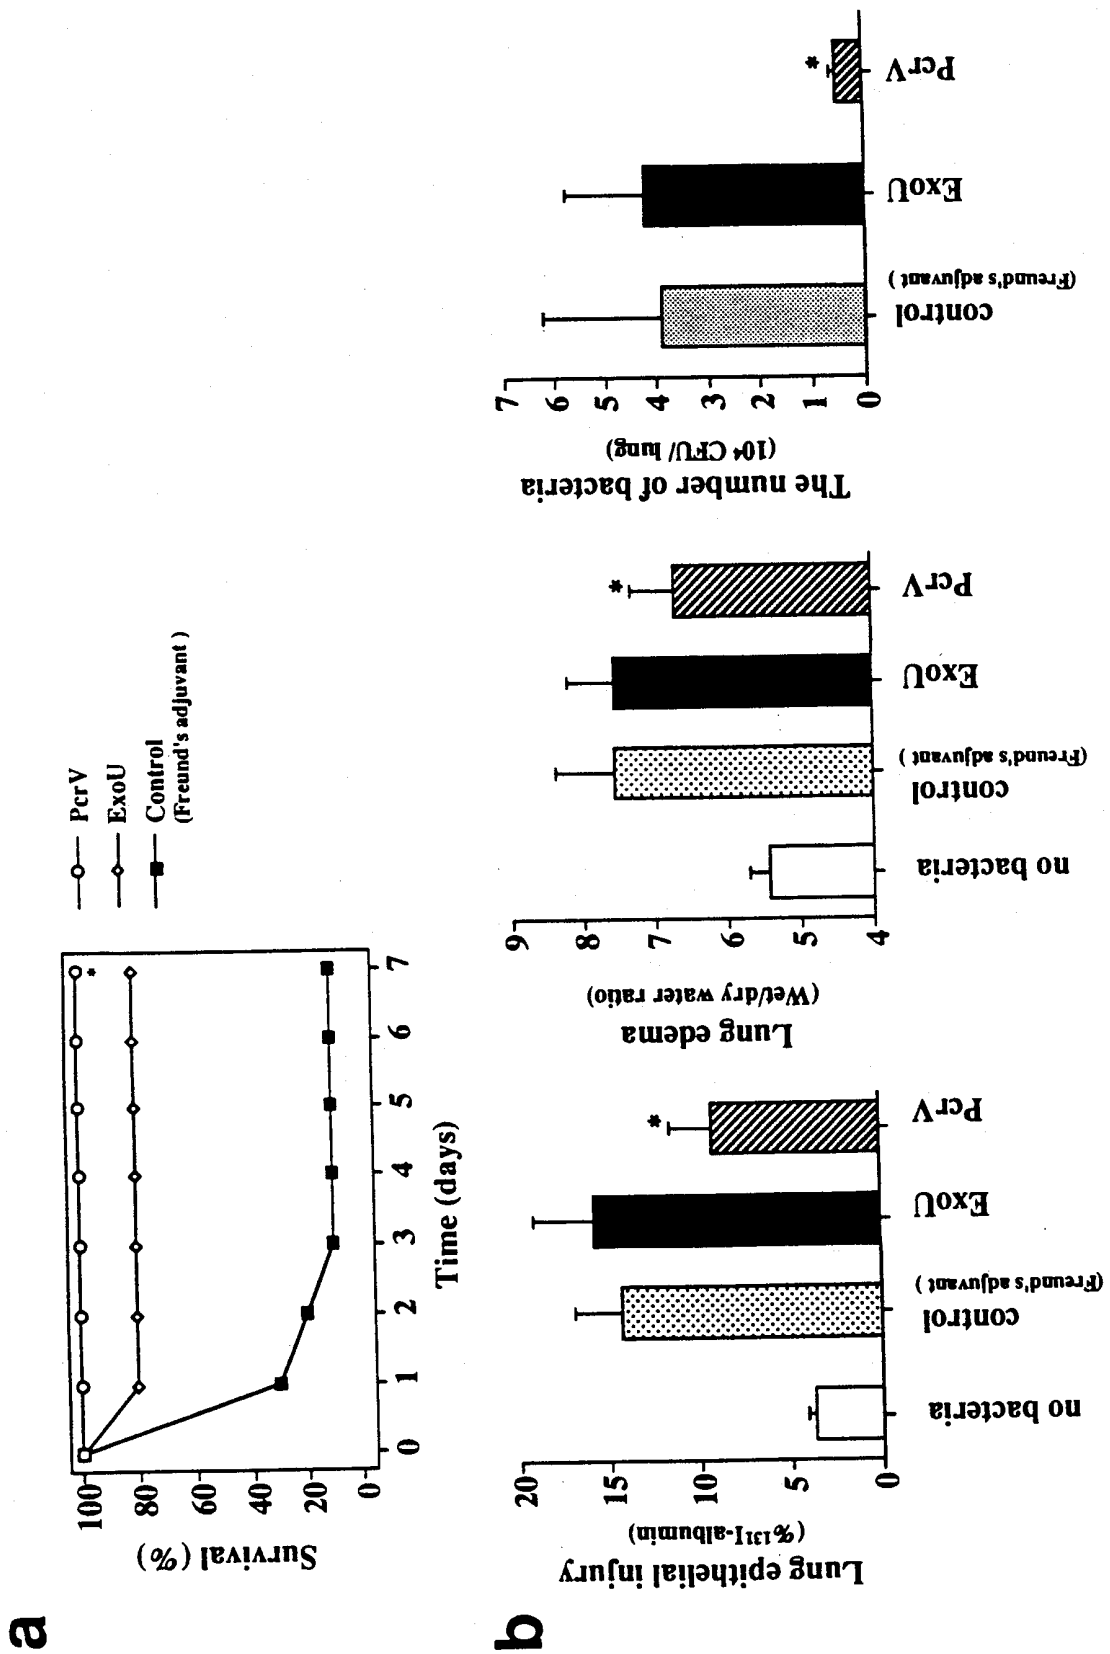 a
Survival (%)
100
80
60
40
20
0
0 1 2 3 4 5 6 7
Time (days)
*
PcrV
ExoU
Control
(Freund's adjuvant )
b
Lung epithelial injury
(%¹³¹I-albumin)
20
15
10
5
0
*
no bacteria
control
(Freund's adjuvant )
ExoU
PcrV
Lung edema
(Wet/dry water ratio)
9
8
7
6
5
4
*
no bacteria
control
(Freund's adjuvant )
ExoU
PcrV
The number of bacteria
(10⁴ CFU/ lung)
7
6
5
4
3
2
1
0
*
control
(Freund's adjuvant )
ExoU
PcrV